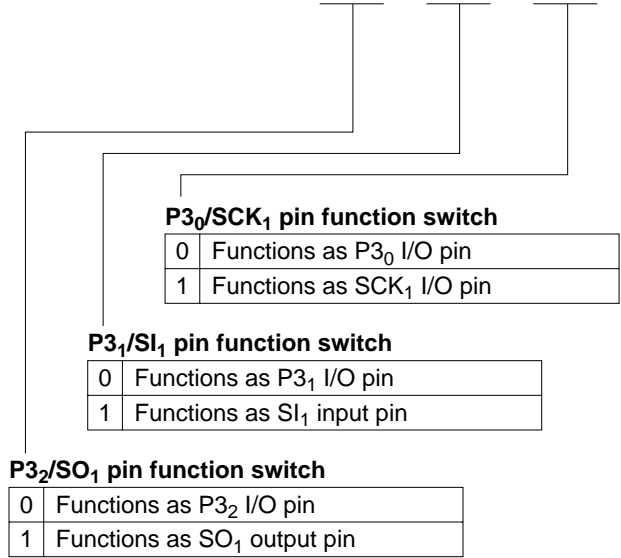 P3₀/SCK₁ pin function switch
0 Functions as P3₀ I/O pin
1 Functions as SCK₁ I/O pin
P3₁/SI₁ pin function switch
0 Functions as P3₁ I/O pin
1 Functions as SI₁ input pin
P3₂/SO₁ pin function switch
0 Functions as P3₂ I/O pin
1 Functions as SO₁ output pin